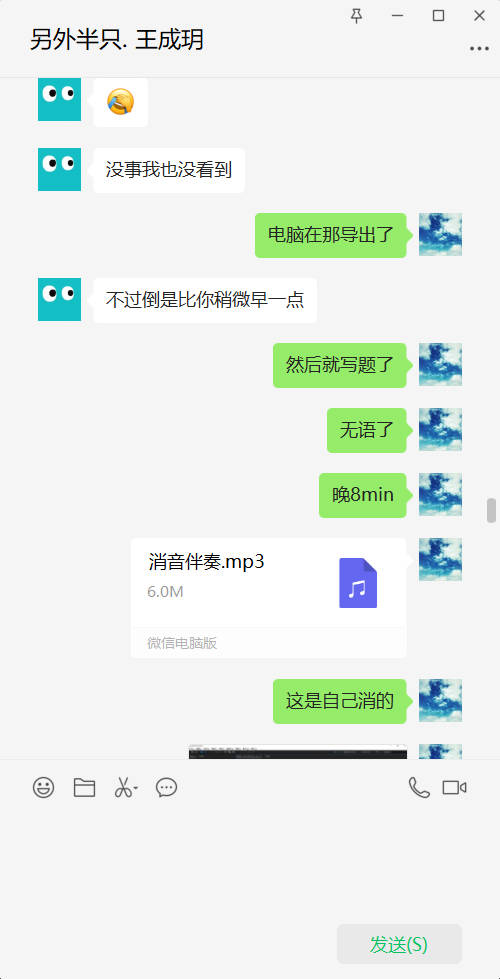 另外半只. 王成玥
没事我也没看到
电脑在那导出了
不过倒是比你稍微早一点
然后就写题了
无语了
晚8min
消音伴奏.mp3
6.0M
微信电脑版
这是自己消的
发送(S)